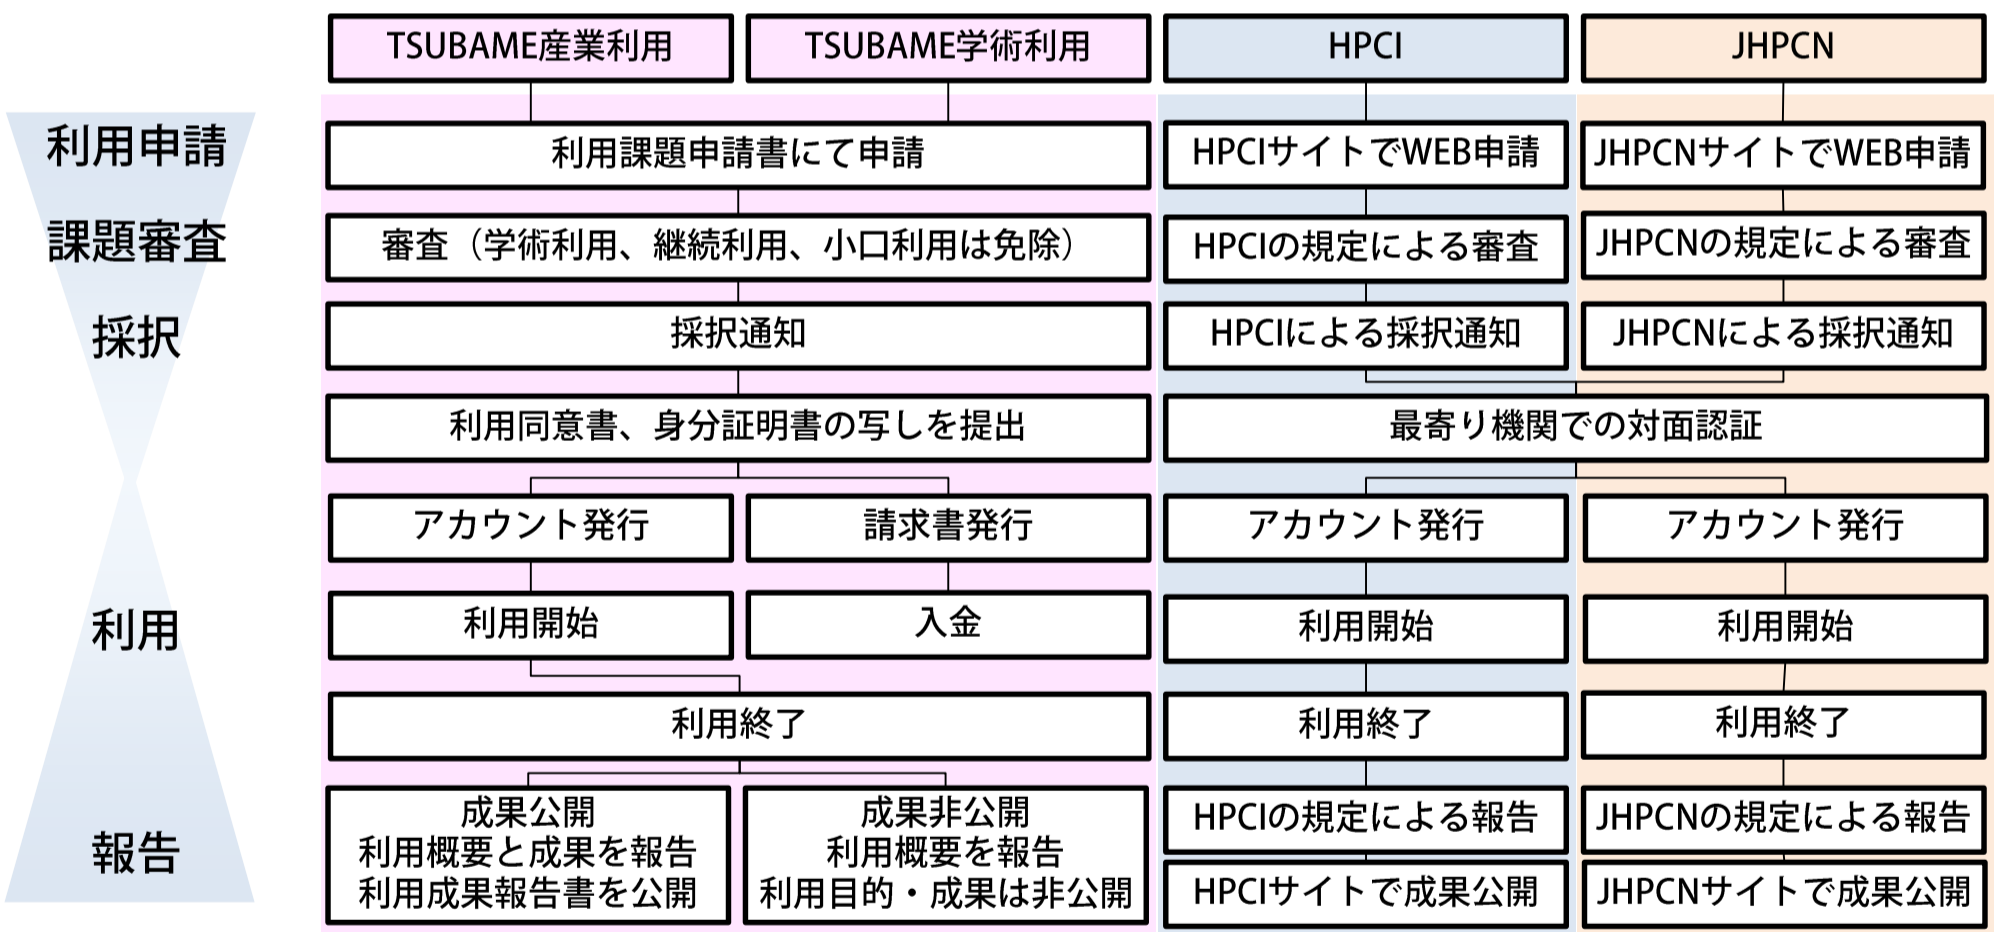 TSUBAME産業利用
TSUBAME学術利用
HPCI
JHPCN
利用申請
利用課題申請書にて申請
HPCIサイトでWEB申請
JHPCNサイトでWEB申請
課題審査
審査（学術利用、継続利用、小口利用は免除）
HPCIの規定による審査
JHPCNの規定による審査
採択
採択通知
HPCIによる採択通知
JHPCNによる採択通知
利用同意書、身分証明書の写しを提出
最寄り機関での対面認証
アカウント発行
請求書発行
アカウント発行
アカウント発行
利用
利用開始
入金
利用開始
利用開始
利用終了
利用終了
利用終了
報告
成果公開
利用概要と成果を報告
利用成果報告書を公開
成果非公開
利用概要を報告
利用目的・成果は非公開
HPCIの規定による報告
JHPCNの規定による報告
HPCIサイトで成果公開
JHPCNサイトで成果公開